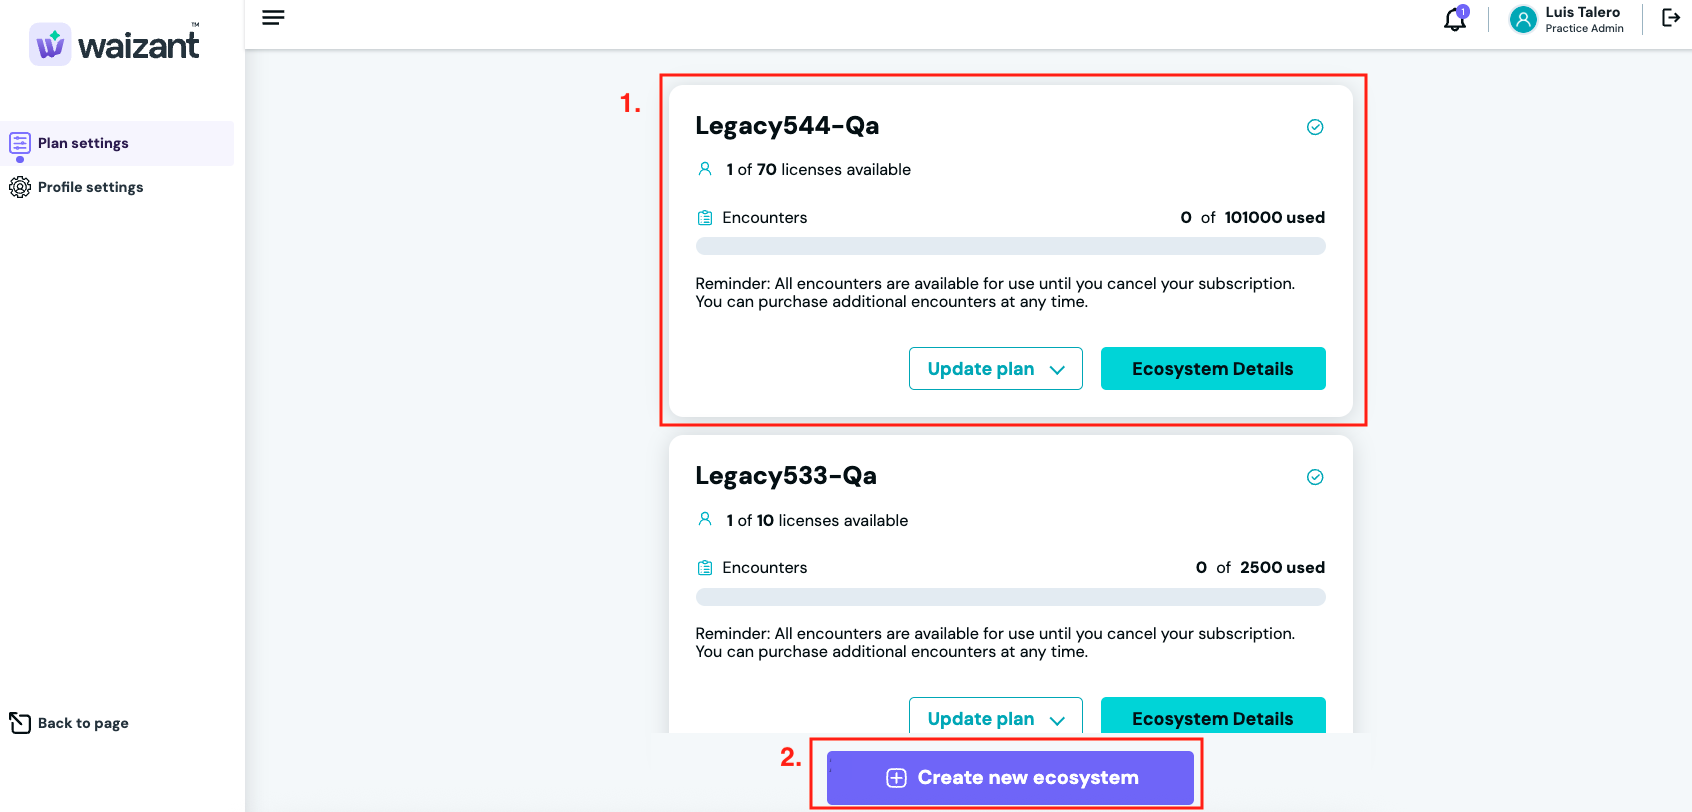 waizant™
1
Luis Talero
Practice Admin
Plan settings
Profile settings
Back to page
1.
Legacy544-Qa
1 of 70 licenses available
Encounters 0 of 101000 used
Reminder: All encounters are available for use until you cancel your subscription.
You can purchase additional encounters at any time.
Update plan Ecosystem Details
Legacy533-Qa
1 of 10 licenses available
Encounters 0 of 2500 used
Reminder: All encounters are available for use until you cancel your subscription.
You can purchase additional encounters at any time.
Update plan Ecosystem Details
2.
Create new ecosystem